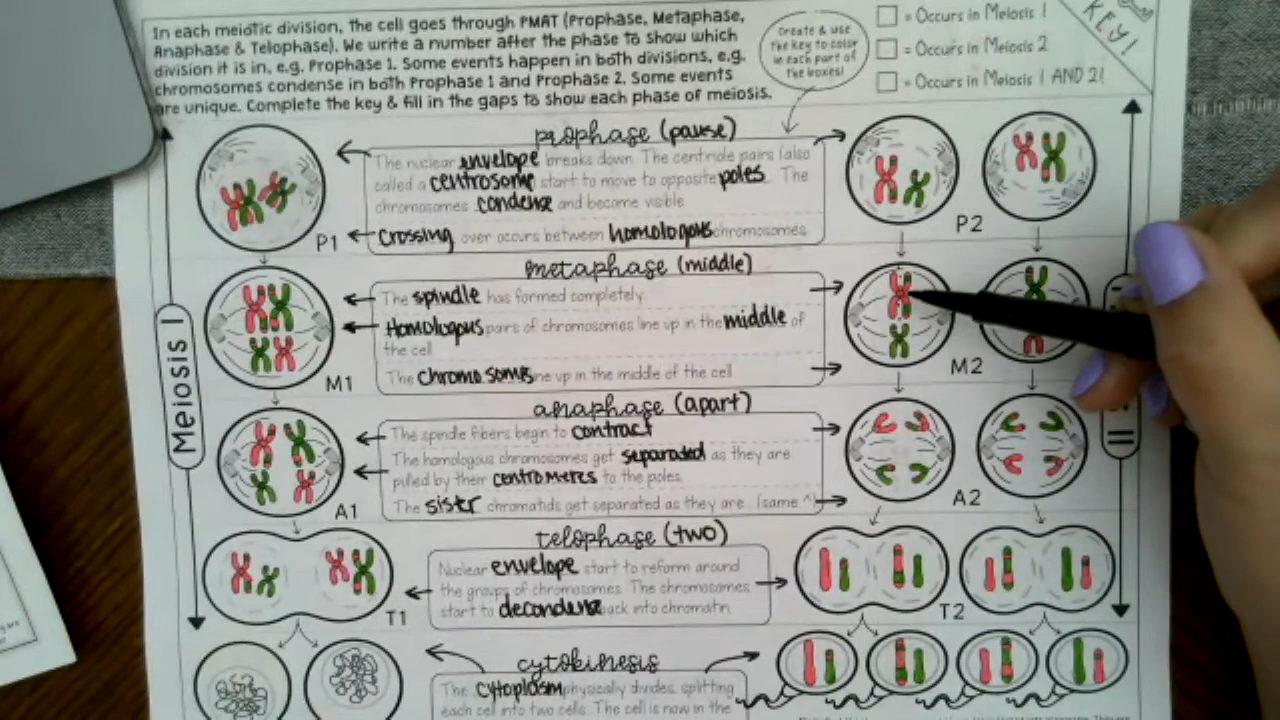 In each meiotic division, the cell goes through PMAT (Prophase, Metaphase,
Anaphase & Telophase). We write a number after the phase to show which
division it is in, e.g. Prophase 1. Some events happen in both divisions, e.g.
chromosomes condense in both Prophase 1 and Prophase 2. Some events
are unique. Complete the key & fill in the gaps to show each phase of meiosis.
Create & use
the key to color
in each part of
the boxes!
= Occurs in Meiosis 1
= Occurs in Meiosis 2
= Occurs in Meiosis 1 AND 2!
KEY!
prophase (pause)
The nuclear envelope breaks down. The centriole pairs (also
called a centrosome start to move to opposite poles. The
chromosomes condense and become visible
Crossing over occurs between homologous chromosomes
P1
P2
metaphase (middle)
The spindle has formed completely.
Homologous pairs of chromosomes line up in the middle of
the cell
The chromosomes line up in the middle of the cell
M1
M2
Meiosis I
II
anaphase (apart)
The spindle fibers begin to contract
The homologous chromosomes get separated as they are
pulled by their centromeres to the poles.
The sister chromatids get separated as they are.. (same ^)
A1
A2
telophase (two)
Nuclear envelope start to reform around
the groups of chromosomes. The chromosomes
start to decondense back into chromatin.
T1
T2
cytokinesis
The cytoplasm physically divides, splitting
each cell into two cells. The cell is now in the